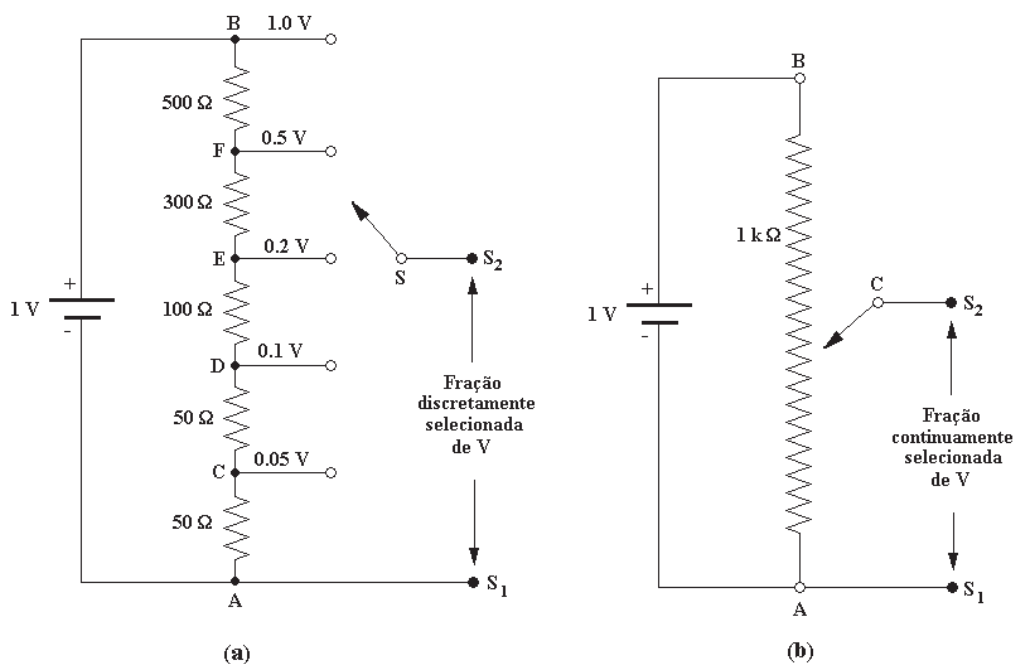 B
1.0 V
500 Ω
F
0.5 V
300 Ω
E
0.2 V
S
S2
+
1 V
-
100 Ω
D
0.1 V
Fração
discretamente
selecionada
de V
50 Ω
C
0.05 V
50 Ω
A
S1
(a)
B
1 k Ω
C
S2
+
1 V
-
Fração
continuamente
selecionada
de V
A
S1
(b)